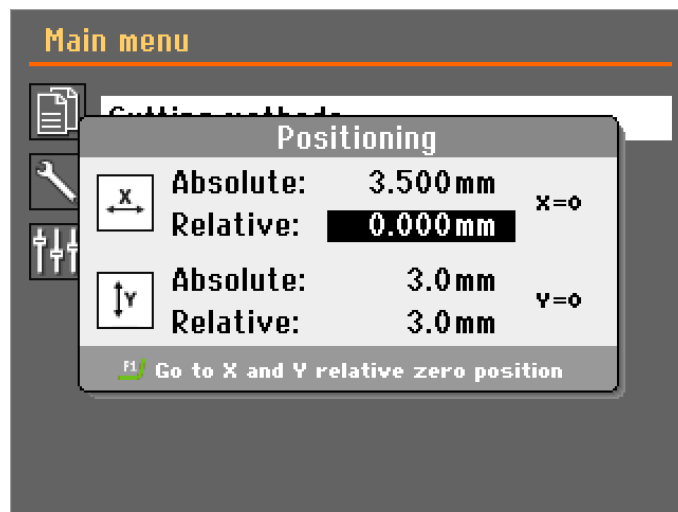 Main menu
Positioning
X
Absolute: 3.500mm
Relative: 0.000mm
X=0
Y
Absolute: 3.0mm
Relative: 3.0mm
Y=0
F1 Go to X and Y relative zero position